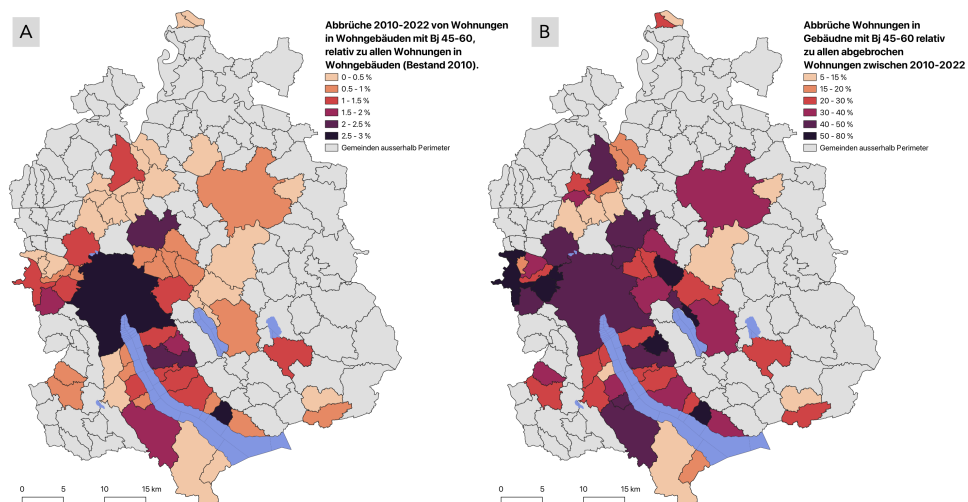 A
Abbrüche 2010-2022 von Wohnungen
in Wohngebäuden mit Bj 45-60,
relativ zu allen Wohnungen in
Wohngebäuden (Bestand 2010).
0 - 0.5 %
0.5 - 1 %
1 - 1.5 %
1.5 - 2 %
2 - 2.5 %
2.5 - 3 %
Gemeinden ausserhalb Perimeter
0 5 10 15 km
B
Abbrüche Wohnungen in
Gebäudne mit Bj 45-60 relativ
zu allen abgebrochen
Wohnungen zwischen 2010-2022
5 - 15 %
15 - 20 %
20 - 30 %
30 - 40 %
40 - 50 %
50 - 80 %
Gemeinden ausserhalb Perimeter
0 5 10 15 km